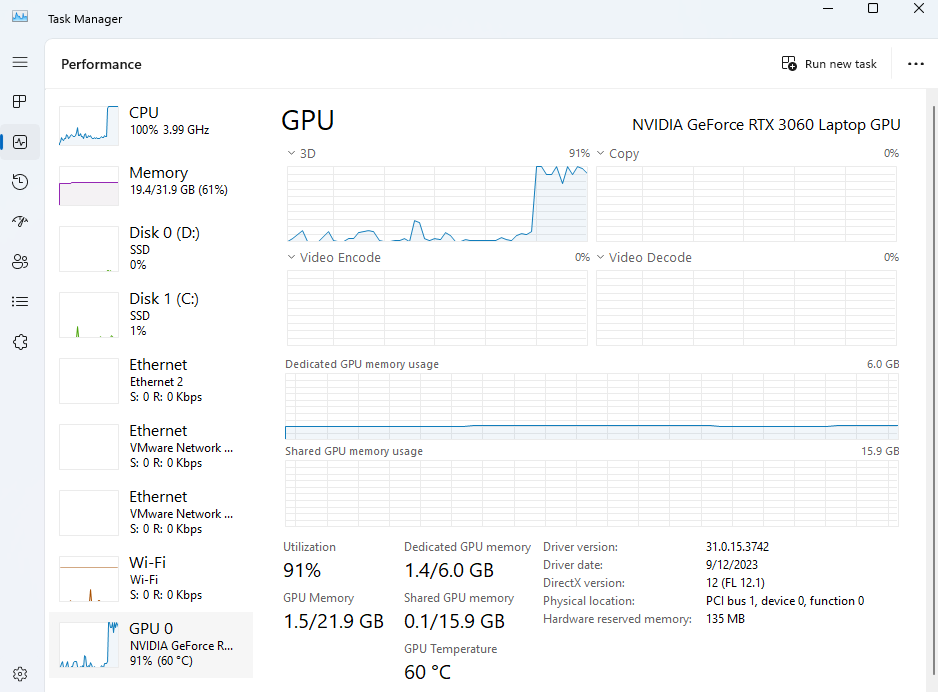 Task Manager
Performance
Run new task
CPU
100% 3.99 GHz
Memory
19.4/31.9 GB (61%)
Disk 0 (D:)
SSD
0%
Disk 1 (C:)
SSD
1%
Ethernet
Ethernet 2
S: 0 R: 0 Kbps
Ethernet
VMware Network ...
S: 0 R: 0 Kbps
Ethernet
VMware Network ...
S: 0 R: 0 Kbps
Wi-Fi
Wi-Fi
S: 0 R: 0 Kbps
GPU 0
NVIDIA GeForce R...
91% (60 °C)
GPU NVIDIA GeForce RTX 3060 Laptop GPU
3D 91% Copy 0%
Video Encode 0% Video Decode 0%
Dedicated GPU memory usage 6.0 GB
Shared GPU memory usage 15.9 GB
Utilization
91%
GPU Memory
1.5/21.9 GB
Dedicated GPU memory
1.4/6.0 GB
Shared GPU memory
0.1/15.9 GB
GPU Temperature
60 °C
Driver version: 31.0.15.3742
Driver date: 9/12/2023
DirectX version: 12 (FL 12.1)
Physical location: PCI bus 1, device 0, function 0
Hardware reserved memory: 135 MB